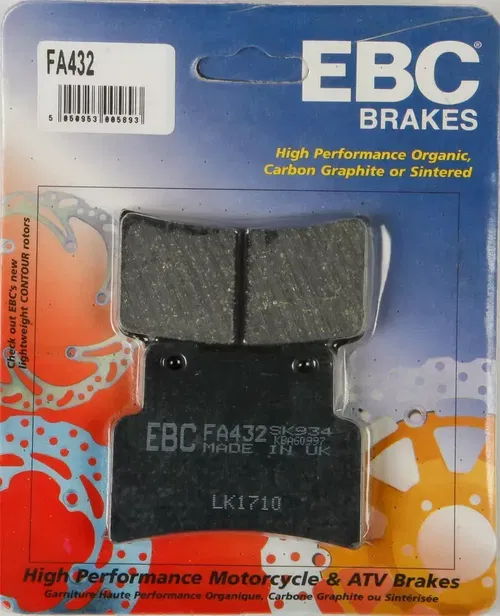 FA432
5 050953 005893
EBC®
BRAKES
High Performance Organic,
Carbon Graphite or Sintered
Check out EBC's new
lightweight CONTOUR rotors
EBC FA432 SK934
KBA60997
MADE IN UK
LK1710
High Performance Motorcycle & ATV Brakes
Garniture Haute Performance Organique, Carbone Graphite ou Sintérisée